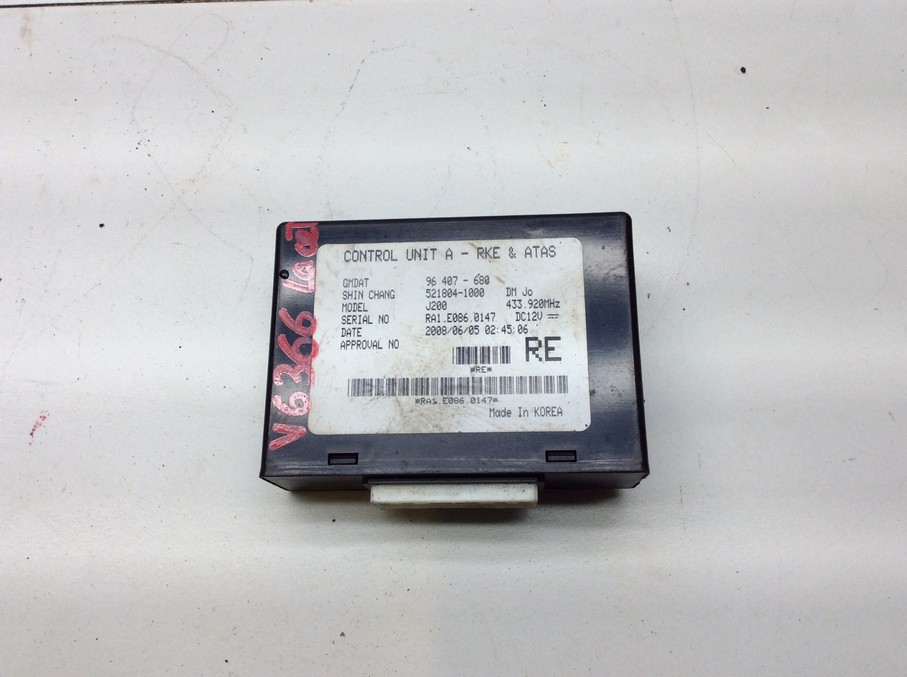 CONTROL UNIT A - RKE & ATAS
GMDAT 96 407 - 680
SHIN CHANG 521804-1000 DM Jo
MODEL J200 433.920MHz
SERIAL NO RA1.E086.0147 DC12V
DATE 2008/06/05 02:45:06
APPROVAL NO
RE
*RE*
*RA1.E086.0147*
Made In KOREA
V6366